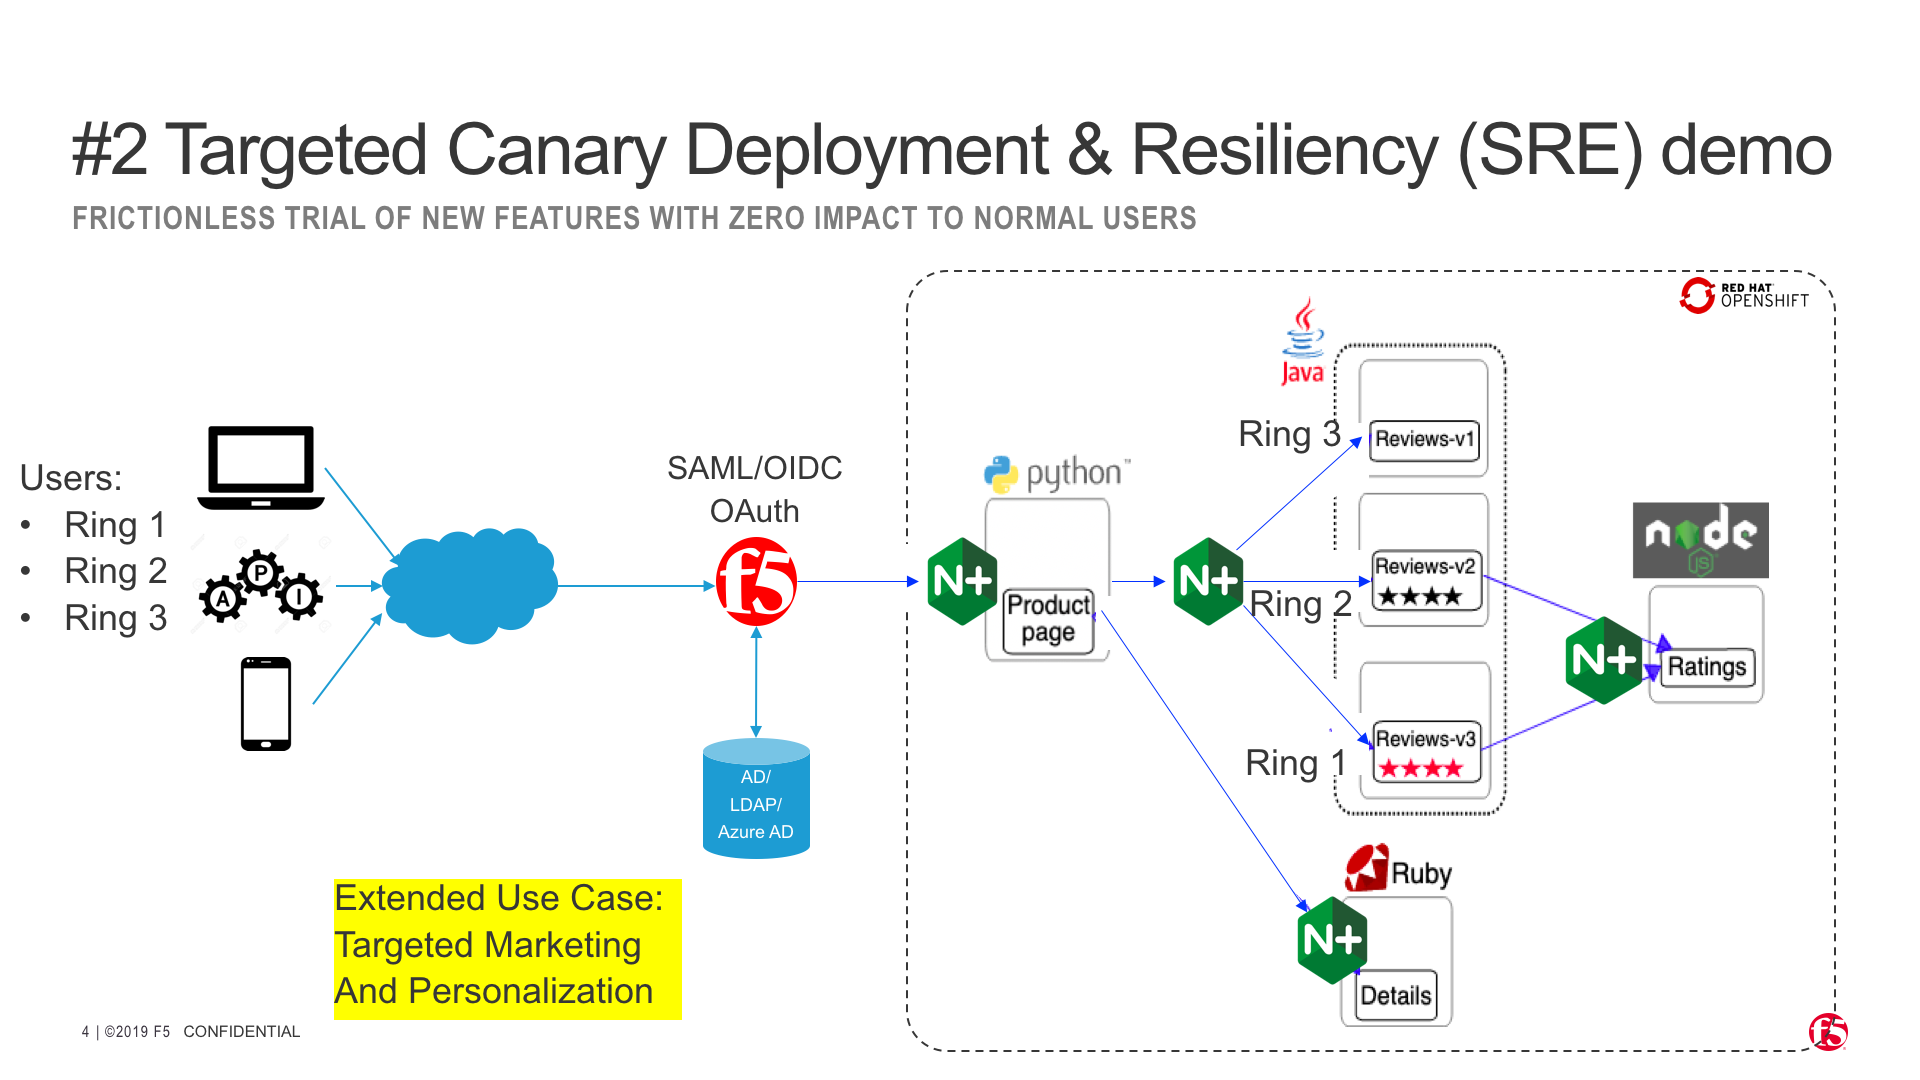 #2 Targeted Canary Deployment & Resiliency (SRE) demo
FRICTIONLESS TRIAL OF NEW FEATURES WITH ZERO IMPACT TO NORMAL USERS
RED HAT
OPENSHIFT
Java
Ring 3
Reviews-v1
Users:
• Ring 1
• Ring 2
• Ring 3
A P I
SAML/OIDC
OAuth
f5
python™
N+
Product
page
N+
Ring 2
Reviews-v2
★★★★
node
JS
N+
Ratings
Ring 1
Reviews-v3
★★★★
AD/
LDAP/
Azure AD
Ruby
N+
Details
Extended Use Case:
Targeted Marketing
And Personalization
4 | ©2019 F5 CONFIDENTIAL
f5